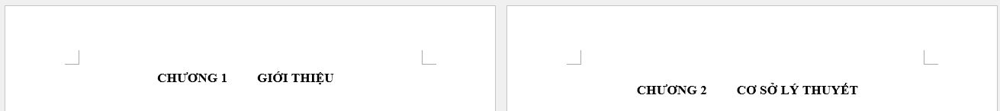 CHƯƠNG 1 GIỚI THIỆU
CHƯƠNG 2 CƠ SỞ LÝ THUYẾT